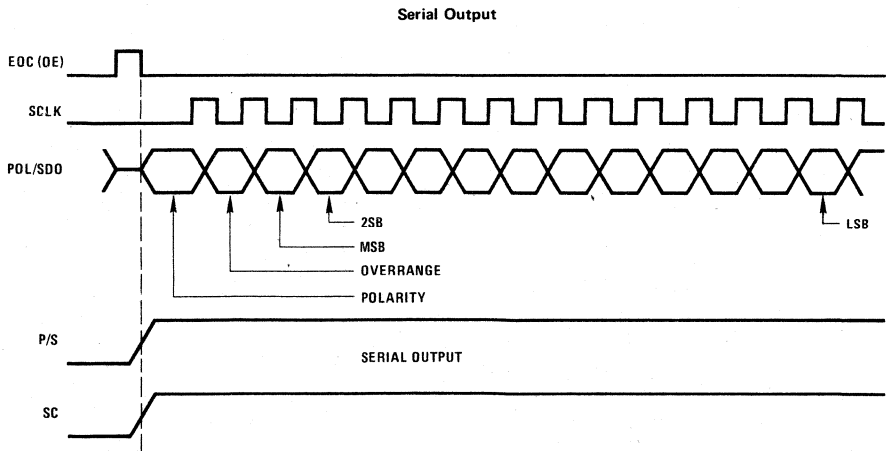 Serial Output
EOC (OE)
SCLK
POL/SDO
2SB
LSB
MSB
OVERRANGE
POLARITY
P/S
SERIAL OUTPUT
SC